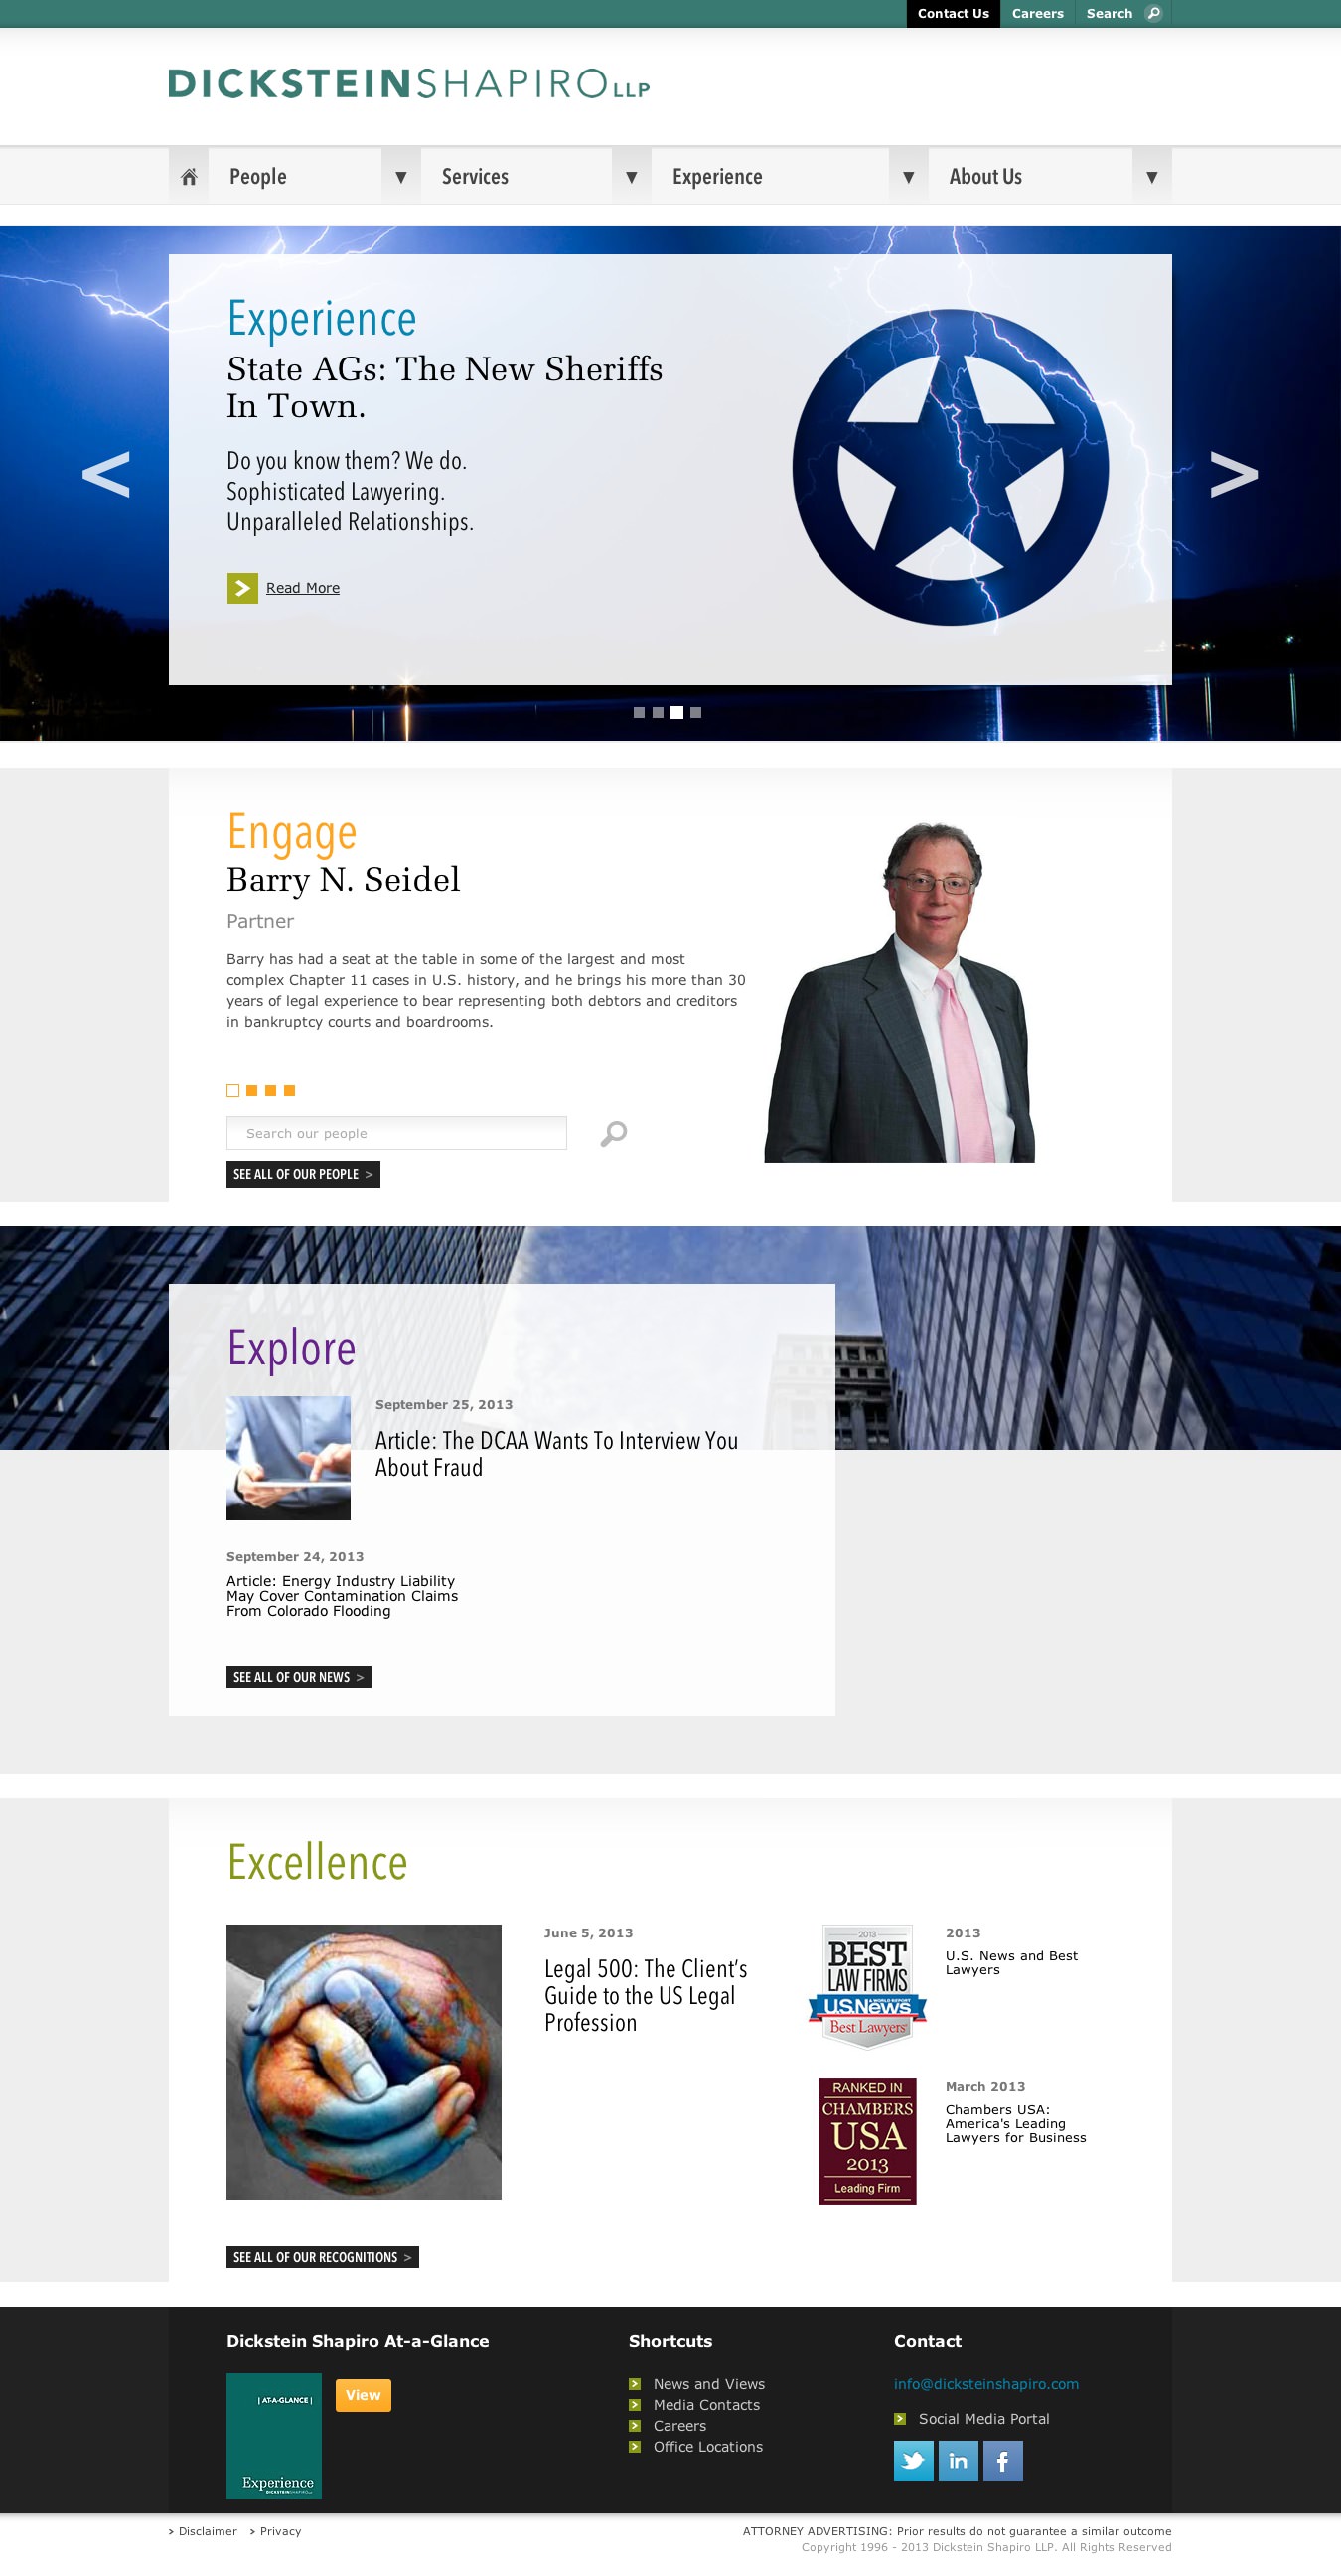 Contact Us Careers Search
DICKSTEINSHAPIRO LLP
People ▼ Services ▼ Experience ▼ About Us ▼
Experience
State AGs: The New Sheriffs
In Town.
Do you know them? We do.
Sophisticated Lawyering.
Unparalleled Relationships.
< >
Read More
Engage
Barry N. Seidel
Partner
Barry has had a seat at the table in some of the largest and most
complex Chapter 11 cases in U.S. history, and he brings his more than 30
years of legal experience to bear representing both debtors and creditors
in bankruptcy courts and boardrooms.
Search our people
SEE ALL OF OUR PEOPLE >
Explore
September 25, 2013
Article: The DCAA Wants To Interview You
About Fraud
September 24, 2013
Article: Energy Industry Liability
May Cover Contamination Claims
From Colorado Flooding
SEE ALL OF OUR NEWS >
Excellence
June 5, 2013
Legal 500: The Client's
Guide to the US Legal
Profession
2013
BEST
LAW FIRMS
U.S.News
& WORLD REPORT
Best Lawyers
2013
U.S. News and Best
Lawyers
RANKED IN
CHAMBERS
USA
2013
Leading Firm
March 2013
Chambers USA:
America's Leading
Lawyers for Business
SEE ALL OF OUR RECOGNITIONS >
Dickstein Shapiro At-a-Glance
| AT-A-GLANCE |
Experience
DICKSTEINSHAPIRO LLP
View
Shortcuts
News and Views
Media Contacts
Careers
Office Locations
Contact
info@dicksteinshapiro.com
Social Media Portal
in f
> Disclaimer > Privacy
ATTORNEY ADVERTISING: Prior results do not guarantee a similar outcome
Copyright 1996 - 2013 Dickstein Shapiro LLP. All Rights Reserved